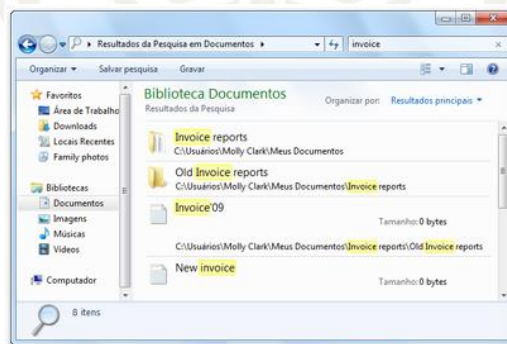 Resultados da Pesquisa em Documentos
invoice
Organizar
Salvar pesquisa
Gravar
Favoritos
Área de Trabalho
Downloads
Locais Recentes
Family photos
Bibliotecas
Documentos
Imagens
Músicas
Vídeos
Computador
Biblioteca Documentos
Resultados da Pesquisa
Organizar por: Resultados principais
Invoice reports
C:\Usuários\Molly Clark\Meus Documentos
Old Invoice reports
C:\Usuários\Molly Clark\Meus Documentos\Invoice reports
Invoice'09
Tamanho: 0 bytes
C:\Usuários\Molly Clark\Meus Documentos\Invoice reports\Old Invoice reports
New invoice
Tamanho: 0 bytes
8 itens